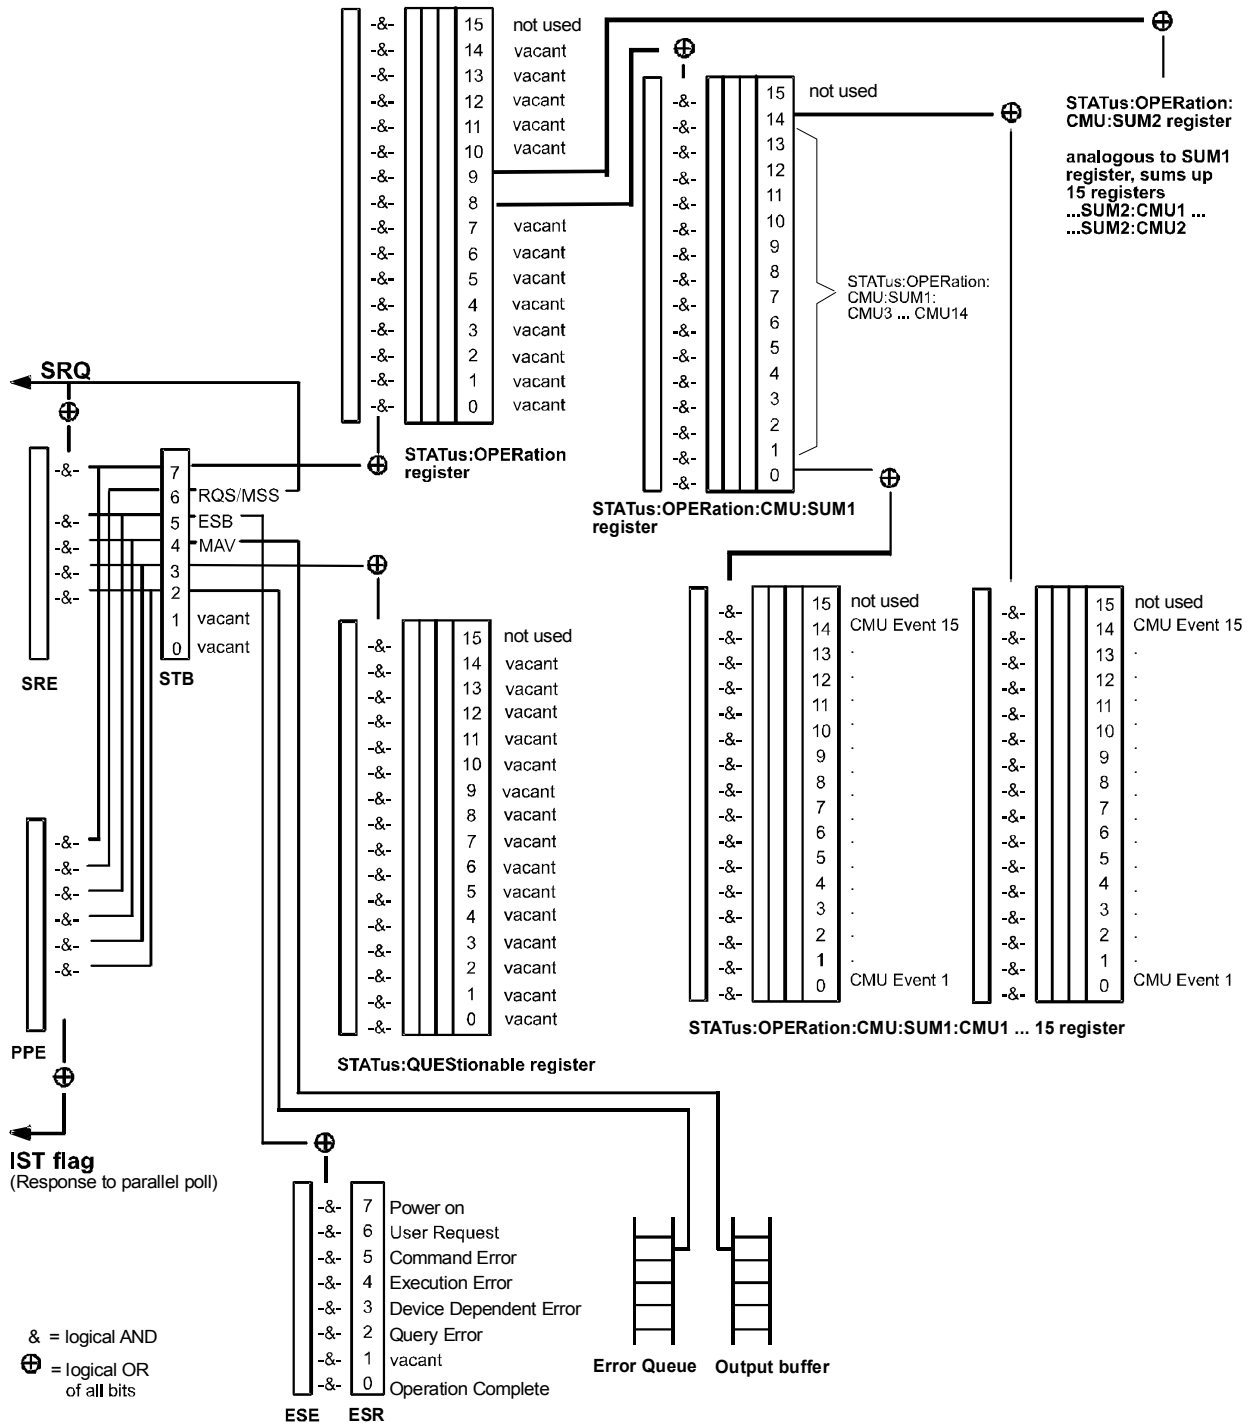 -&- 15 not used
-&- 14 vacant
-&- 13 vacant
-&- 12 vacant
-&- 11 vacant
-&- 10 vacant
-&- 9
-&- 8
-&- 7 vacant
-&- 6 vacant
-&- 5 vacant
-&- 4 vacant
-&- 3 vacant
-&- 2 vacant
-&- 1 vacant
-&- 0 vacant
STATus:OPERation
register
15 not used
-&- 14
-&- 13
-&- 12
-&- 11
-&- 10
-&- 9
-&- 8
-&- 7
-&- 6
-&- 5
-&- 4
-&- 3
-&- 2
-&- 1
-&- 0
-&-
STATus:OPERation:
CMU:SUM1:
CMU3 ... CMU14
STATus:OPERation:CMU:SUM1
register
STATus:OPERation:
CMU:SUM2 register
analogous to SUM1
register, sums up
15 registers
...SUM2:CMU1 ...
...SUM2:CMU2
SRQ
-&- 7
6 RQS/MSS
-&- 5 ESB
-&- 4 MAV
-&- 3
-&- 2
1 vacant
0 vacant
SRE STB
-&-
-&-
-&-
-&-
-&-
-&-
PPE
IST flag
(Response to parallel poll)
-&- 15 not used
-&- 14 vacant
-&- 13 vacant
-&- 12 vacant
-&- 11 vacant
-&- 10 vacant
-&- 9 vacant
-&- 8 vacant
-&- 7 vacant
-&- 6 vacant
-&- 5 vacant
-&- 4 vacant
-&- 3 vacant
-&- 2 vacant
-&- 1 vacant
-&- 0 vacant
STATus:QUEStionable register
-&- 15 not used
-&- 14 CMU Event 15
-&- 13 .
-&- 12 .
-&- 11 .
-&- 10 .
-&- 9 .
-&- 8 .
-&- 7 .
-&- 6 .
-&- 5 .
-&- 4 .
-&- 3 .
-&- 2 .
-&- 1 .
-&- 0 CMU Event 1
-&- 15 not used
-&- 14 CMU Event 15
-&- 13 .
-&- 12 .
-&- 11 .
-&- 10 .
-&- 9 .
-&- 8 .
-&- 7 .
-&- 6 .
-&- 5 .
-&- 4 .
-&- 3 .
-&- 2 .
-&- 1 .
-&- 0 CMU Event 1
STATus:OPERation:CMU:SUM1:CMU1 ... 15 register
-&- 7 Power on
-&- 6 User Request
-&- 5 Command Error
-&- 4 Execution Error
-&- 3 Device Dependent Error
-&- 2 Query Error
-&- 1 vacant
-&- 0 Operation Complete
ESE ESR
Error Queue
Output buffer
& = logical AND
⊕ = logical OR
of all bits